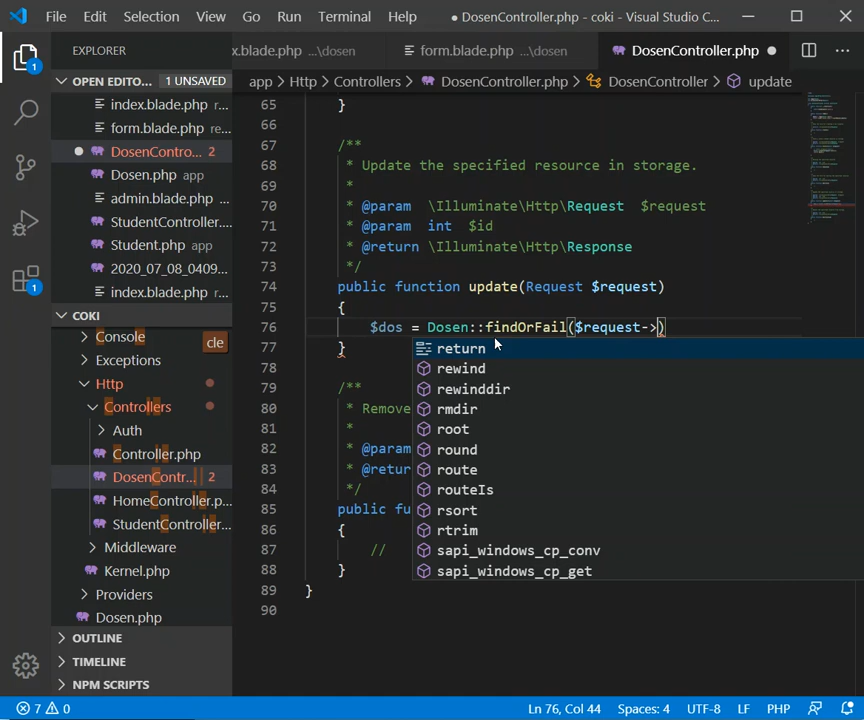 File Edit Selection View Go Run Terminal Help ● DosenController.php - coki - Visual Studio C...
EXPLORER
x.blade.php ...\dosen form.blade.php ...\dosen DosenController.php ●
OPEN EDITO... 1 UNSAVED
app > Http > Controllers > DosenController.php > DosenController > update
index.blade.php r...
form.blade.php re...
DosenContro... 2
Dosen.php app
admin.blade.php r...
StudentController....
Student.php app
2020_07_08_0409...
index.blade.php r...
COKI
Console
cle
Exceptions
Http
Controllers
Auth
Controller.php
DosenContr... 2
HomeController.p...
StudentController...
Middleware
Kernel.php
Providers
Dosen.php
OUTLINE
TIMELINE
NPM SCRIPTS
1
1
65 }
66
67 /**
68 * Update the specified resource in storage.
69 *
70 * @param \Illuminate\Http\Request $request
71 * @param int $id
72 * @return \Illuminate\Http\Response
73 */
74 public function update(Request $request)
75 {
76 $dos = Dosen::findOrFail($request->)
77 }
78
79 /**
80 * Remove
81 *
82 * @param
83 * @retur
84 */
85 public fu
86 {
87 //
88 }
89 }
90
return
rewind
rewinddir
rmdir
root
round
route
routeIs
rsort
rtrim
sapi_windows_cp_conv
sapi_windows_cp_get
7 0 Ln 76, Col 44 Spaces: 4 UTF-8 LF PHP